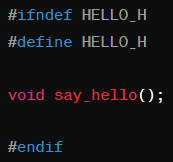 #ifndef HELLO_H
#define HELLO_H
void say_hello();
#endif